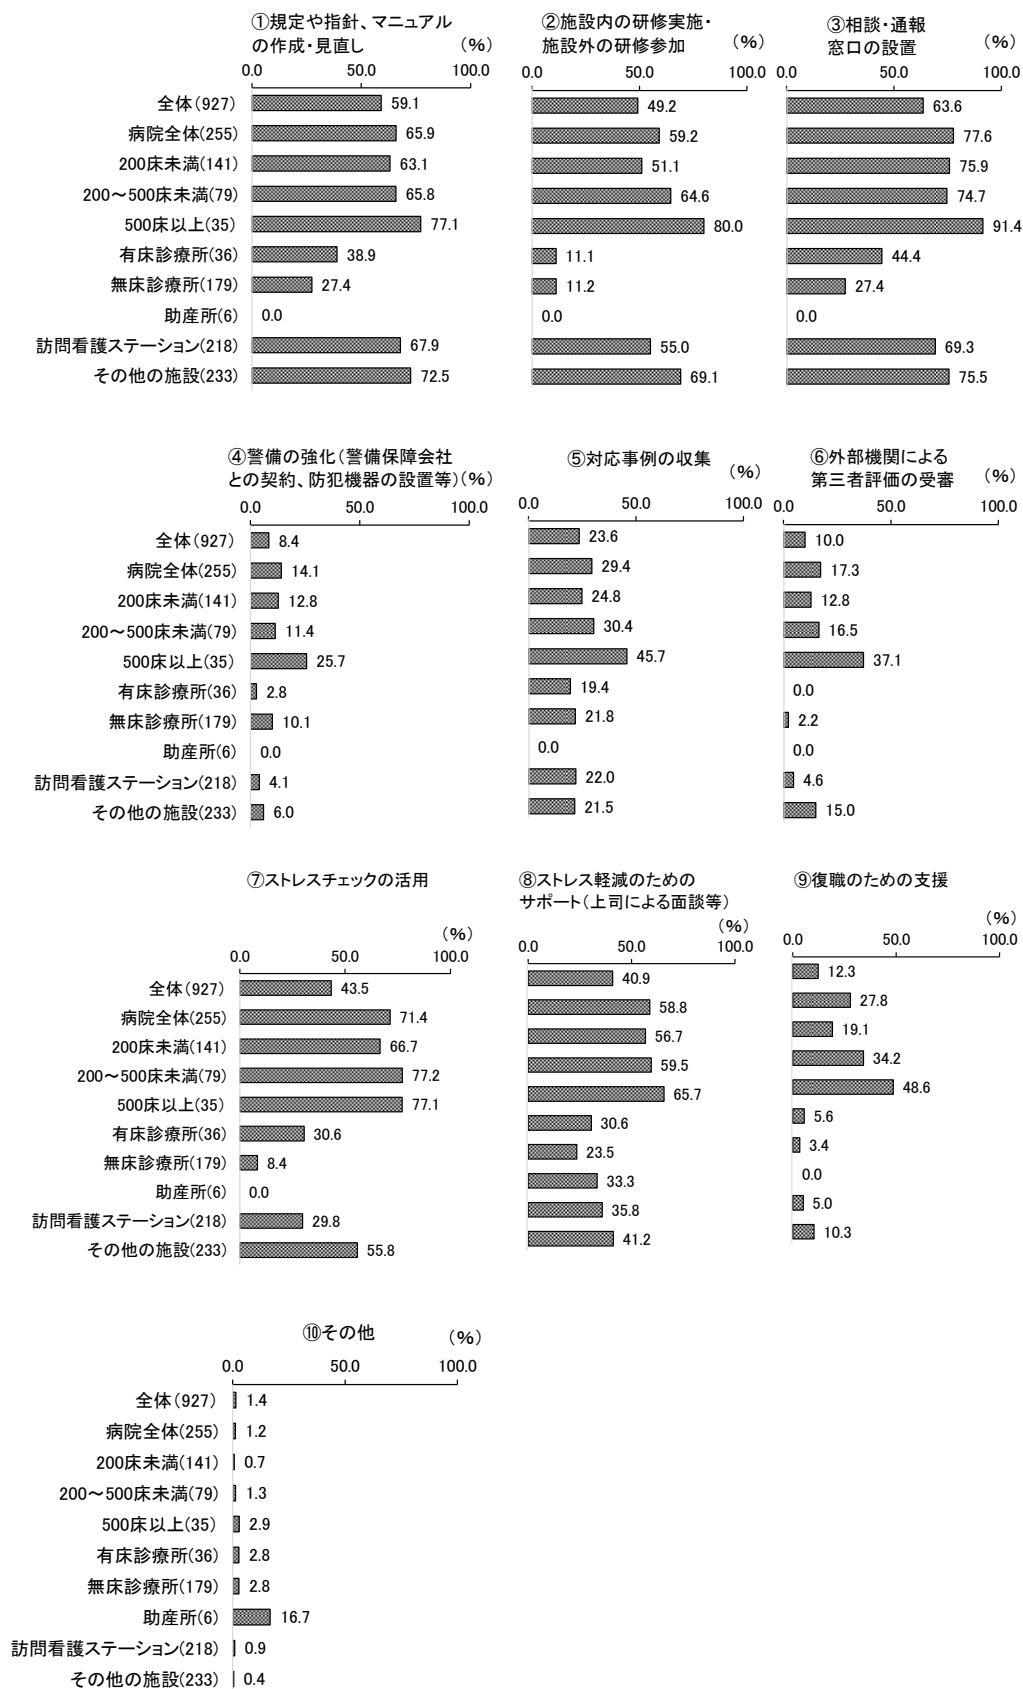 ①規定や指針、マニュアル
の作成・見直し （%）
0.0 50.0 100.0
全体(927) 59.1
病院全体(255) 65.9
200床未満(141) 63.1
200～500床未満(79) 65.8
500床以上(35) 77.1
有床診療所(36) 38.9
無床診療所(179) 27.4
助産所(6) 0.0
訪問看護ステーション(218) 67.9
その他の施設(233) 72.5
②施設内の研修実施・
施設外の研修参加 （%）
0.0 50.0 100.0
49.2
59.2
51.1
64.6
80.0
11.1
11.2
0.0
55.0
69.1
③相談・通報
窓口の設置 （%）
0.0 50.0 100.0
63.6
77.6
75.9
74.7
91.4
44.4
27.4
0.0
69.3
75.5
④警備の強化（警備保障会社
との契約、防犯機器の設置等）（%）
0.0 50.0 100.0
全体(927) 8.4
病院全体(255) 14.1
200床未満(141) 12.8
200～500床未満(79) 11.4
500床以上(35) 25.7
有床診療所(36) 2.8
無床診療所(179) 10.1
助産所(6) 0.0
訪問看護ステーション(218) 4.1
その他の施設(233) 6.0
⑤対応事例の収集
（%）
0.0 50.0 100.0
23.6
29.4
24.8
30.4
45.7
19.4
21.8
0.0
22.0
21.5
⑥外部機関による
第三者評価の受審 （%）
0.0 50.0 100.0
10.0
17.3
12.8
16.5
37.1
0.0
2.2
0.0
4.6
15.0
⑦ストレスチェックの活用
（%）
0.0 50.0 100.0
全体(927) 43.5
病院全体(255) 71.4
200床未満(141) 66.7
200～500床未満(79) 77.2
500床以上(35) 77.1
有床診療所(36) 30.6
無床診療所(179) 8.4
助産所(6) 0.0
訪問看護ステーション(218) 29.8
その他の施設(233) 55.8
⑧ストレス軽減のための
サポート（上司による面談等）
（%）
0.0 50.0 100.0
40.9
58.8
56.7
59.5
65.7
30.6
23.5
33.3
35.8
41.2
⑨復職のための支援
（%）
0.0 50.0 100.0
12.3
27.8
19.1
34.2
48.6
5.6
3.4
0.0
5.0
10.3
⑩その他 （%）
0.0 50.0 100.0
全体(927) 1.4
病院全体(255) 1.2
200床未満(141) 0.7
200～500床未満(79) 1.3
500床以上(35) 2.9
有床診療所(36) 2.8
無床診療所(179) 2.8
助産所(6) 16.7
訪問看護ステーション(218) 0.9
その他の施設(233) 0.4